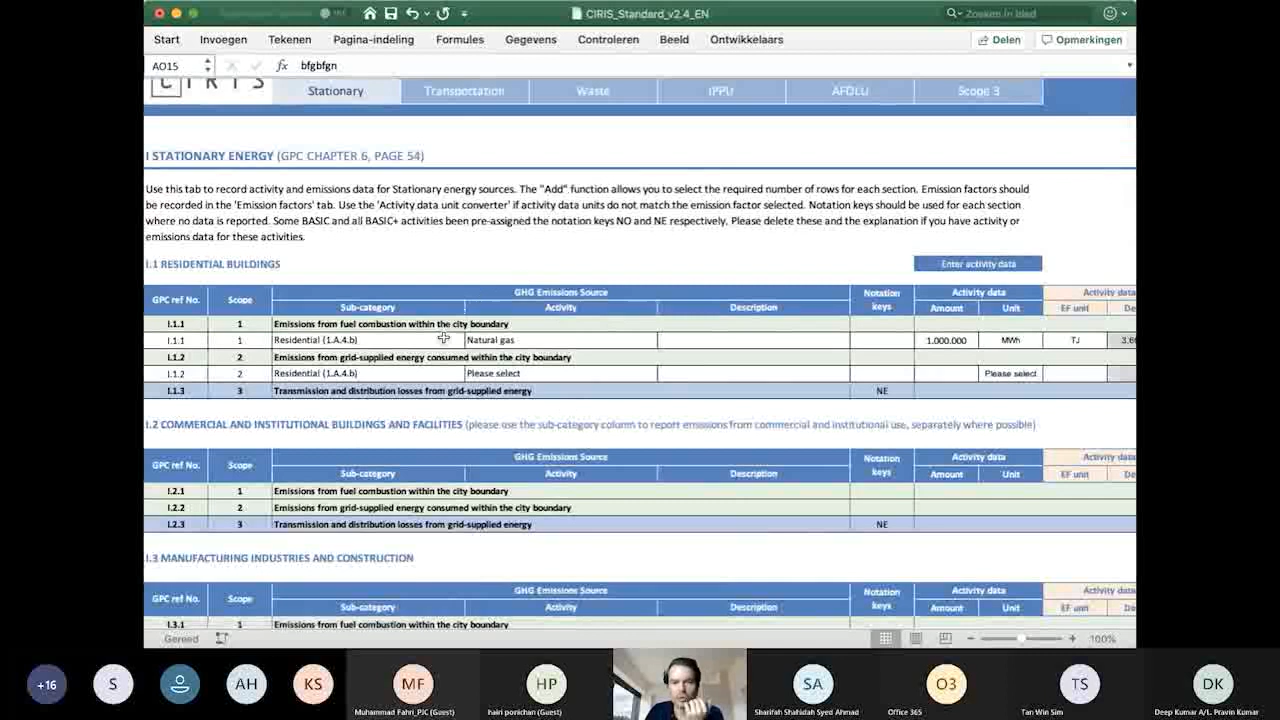 CIRIS_Standard_v2.4_EN
Zoeken in blad
Start Invoegen Tekenen Pagina-indeling Formules Gegevens Controleren Beeld Ontwikkelaars Delen Opmerkingen
AO15 fx bfgbfgn
CIRIS Stationary Transportation Waste IPPU AFOLU Scope 3
I STATIONARY ENERGY (GPC CHAPTER 6, PAGE 54)
Use this tab to record activity and emissions data for Stationary energy sources. The "Add" function allows you to select the required number of rows for each section. Emission factors should
be recorded in the 'Emission factors' tab. Use the 'Activity data unit converter' if activity data units do not match the emission factor selected. Notation keys should be used for each section
where no data is reported. Some BASIC and all BASIC+ activities been pre-assigned the notation keys NO and NE respectively. Please delete these and the explanation if you have activity or
emissions data for these activities.
I.1 RESIDENTIAL BUILDINGS Enter activity data
GPC ref No. Scope GHG Emissions Source Notation keys Activity data Activity data
Sub-category Activity Description Amount Unit EF unit De
I.1.1 1 Emissions from fuel combustion within the city boundary
I.1.1 1 Residential (1.A.4.b) Natural gas 1.000.000 MWh TJ 3.60
I.1.2 2 Emissions from grid-supplied energy consumed within the city boundary
I.1.2 2 Residential (1.A.4.b) Please select Please select
I.1.3 3 Transmission and distribution losses from grid-supplied energy NE
I.2 COMMERCIAL AND INSTITUTIONAL BUILDINGS AND FACILITIES (please use the sub-category column to report emissions from commercial and institutional use, separately where possible)
GPC ref No. Scope GHG Emissions Source Notation keys Activity data Activity data
Sub-category Activity Description Amount Unit EF unit De
I.2.1 1 Emissions from fuel combustion within the city boundary
I.2.2 2 Emissions from grid-supplied energy consumed within the city boundary
I.2.3 3 Transmission and distribution losses from grid-supplied energy NE
I.3 MANUFACTURING INDUSTRIES AND CONSTRUCTION
GPC ref No. Scope GHG Emissions Source Notation keys Activity data Activity data
Sub-category Activity Description Amount Unit EF unit De
I.3.1 1 Emissions from fuel combustion within the city boundary
Gereed 100%
+16 S AH KS MF HP SA O3 TS DK
Muhammad Fahri_PJC (Guest) hairi ponichan (Guest) Sharifah Shahidah Syed Ahmad Office 365 Tan Win Sim Deep Kumar A/L. Pravin Kumar